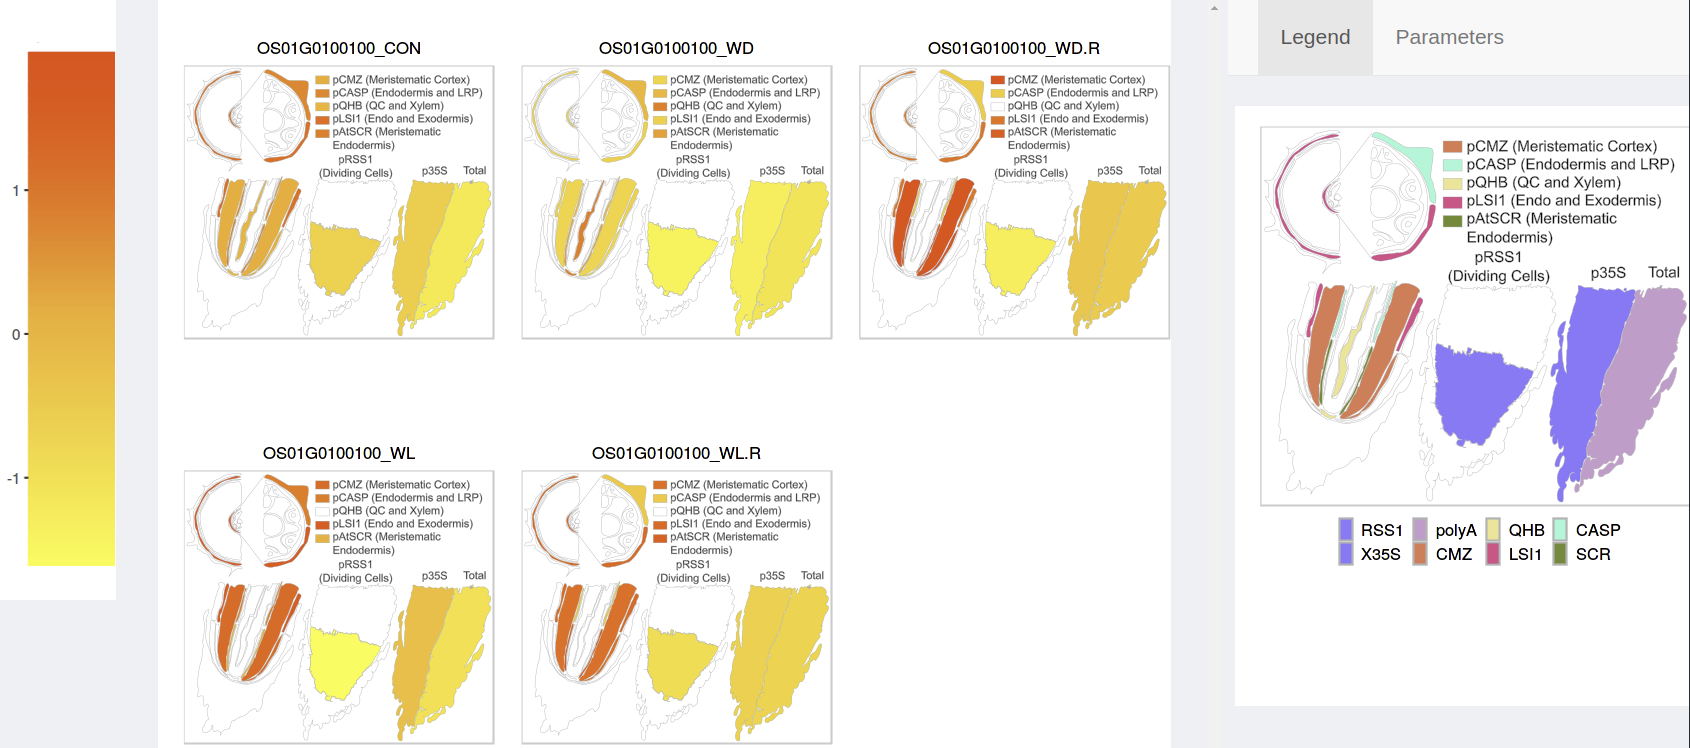 1
0
-1
OS01G0100100_CON
pCMZ (Meristematic Cortex)
pCASP (Endodermis and LRP)
pQHB (QC and Xylem)
pLSI1 (Endo and Exodermis)
pAtSCR (Meristematic
Endodermis)
pRSS1
(Dividing Cells)
p35S
Total
OS01G0100100_WD
pCMZ (Meristematic Cortex)
pCASP (Endodermis and LRP)
pQHB (QC and Xylem)
pLSI1 (Endo and Exodermis)
pAtSCR (Meristematic
Endodermis)
pRSS1
(Dividing Cells)
p35S
Total
OS01G0100100_WD.R
pCMZ (Meristematic Cortex)
pCASP (Endodermis and LRP)
pQHB (QC and Xylem)
pLSI1 (Endo and Exodermis)
pAtSCR (Meristematic
Endodermis)
pRSS1
(Dividing Cells)
p35S
Total
OS01G0100100_WL
pCMZ (Meristematic Cortex)
pCASP (Endodermis and LRP)
pQHB (QC and Xylem)
pLSI1 (Endo and Exodermis)
pAtSCR (Meristematic
Endodermis)
pRSS1
(Dividing Cells)
p35S
Total
OS01G0100100_WL.R
pCMZ (Meristematic Cortex)
pCASP (Endodermis and LRP)
pQHB (QC and Xylem)
pLSI1 (Endo and Exodermis)
pAtSCR (Meristematic
Endodermis)
pRSS1
(Dividing Cells)
p35S
Total
Legend Parameters
pCMZ (Meristematic Cortex)
pCASP (Endodermis and LRP)
pQHB (QC and Xylem)
pLSI1 (Endo and Exodermis)
pAtSCR (Meristematic
Endodermis)
pRSS1
(Dividing Cells)
p35S
Total
RSS1 polyA QHB CASP
X35S CMZ LSI1 SCR